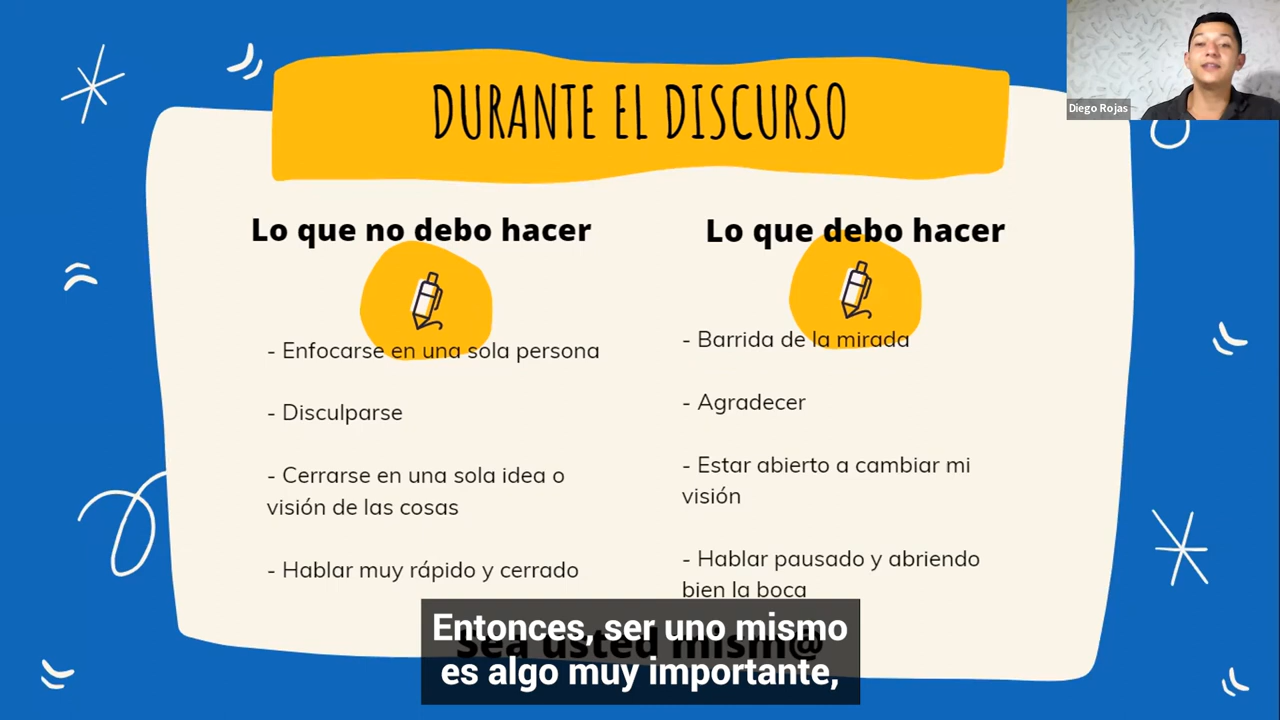 Diego Rojas
DURANTE EL DISCURSO
Lo que no debo hacer
- Enfocarse en una sola persona
- Disculparse
- Cerrarse en una sola idea o
visión de las cosas
- Hablar muy rápido y cerrado
Lo que debo hacer
- Barrida de la mirada
- Agradecer
- Estar abierto a cambiar mi
visión
- Hablar pausado y abriendo
bien la boca
Sea usted mism@
Entonces, ser uno mismo
es algo muy importante,